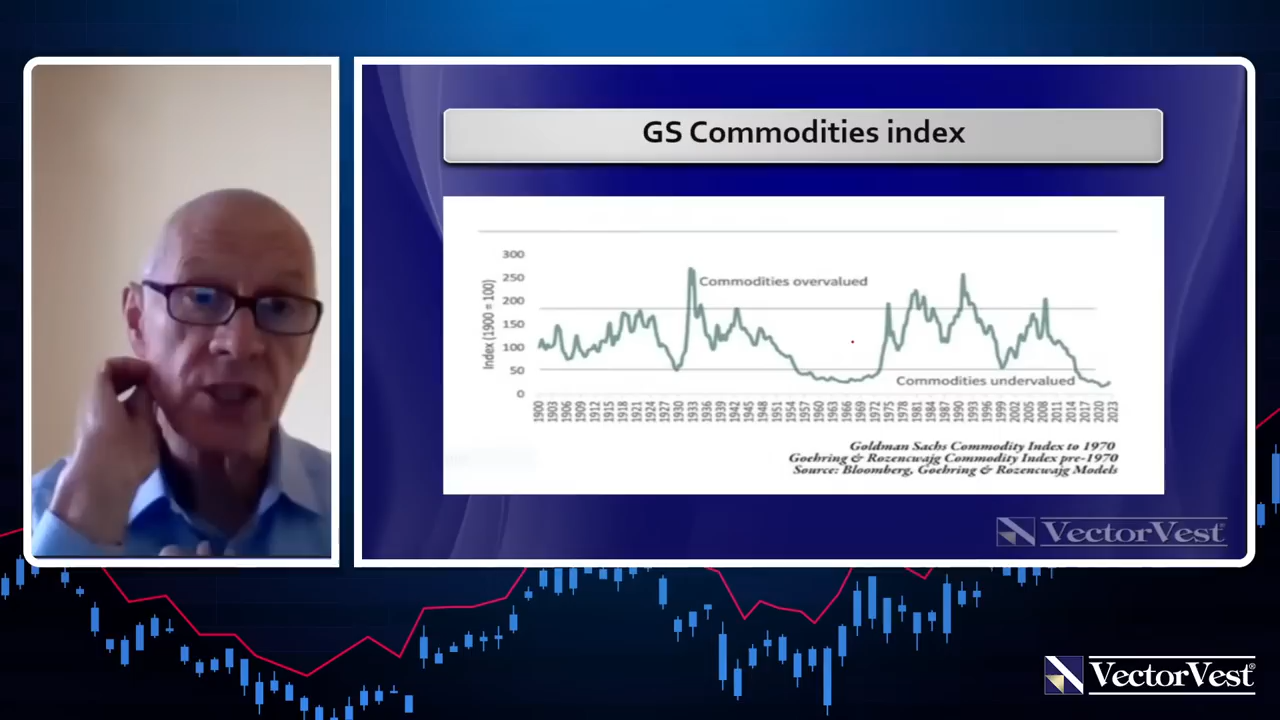 GS Commodities index
300
250
200
150
100
50
0
Index (1900 = 100)
Commodities overvalued
Commodities undervalued
1900 1903 1906 1909 1912 1915 1918 1921 1924 1927 1930 1933 1936 1939 1942 1945 1948 1951 1954 1957 1960 1963 1966 1969 1972 1975 1978 1981 1984 1987 1990 1993 1996 1999 2002 2005 2008 2011 2014 2017 2020 2023
Goldman Sachs Commodity Index to 1970
Goehring & Rozencwajg Commodity Index pre-1970
Source: Bloomberg, Goehring & Rozencwajg Models
VectorVest®
VectorVest®